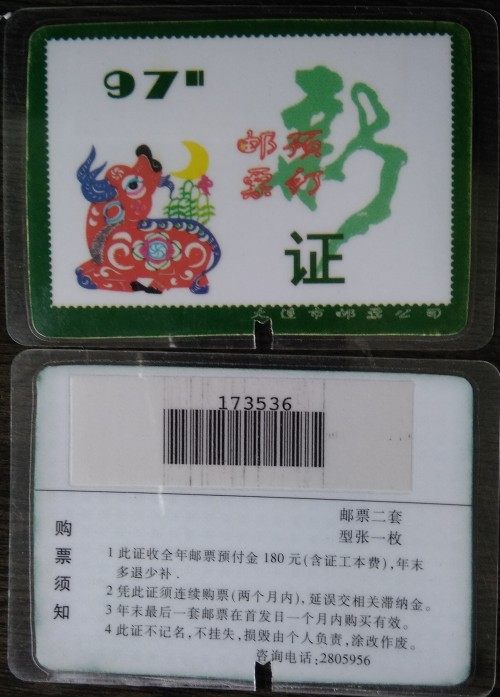 97"
新
邮预
票订
证
173536
邮票二套
型张一枚
购票须知
1 此证收全年邮票预付金 180 元(含证工本费),年末
多退少补 .
2 凭此证须连续购票(两个月内),延误交相关滞纳金。
3 年末最后一套邮票在首发日一个月内购买有效。
4 此证不记名,不挂失,损毁由个人负责,涂改作废。
咨询电话:2805956